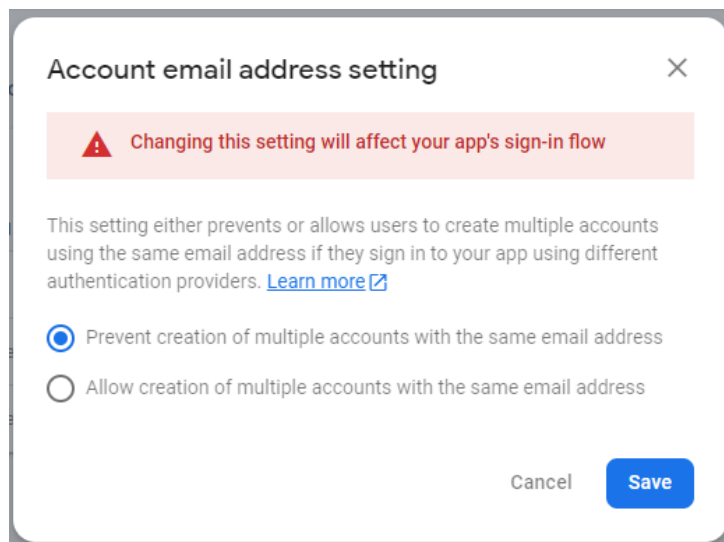 Account email address setting
Changing this setting will affect your app's sign-in flow
This setting either prevents or allows users to create multiple accounts
using the same email address if they sign in to your app using different
authentication providers. Learn more
Prevent creation of multiple accounts with the same email address
Allow creation of multiple accounts with the same email address
Cancel Save